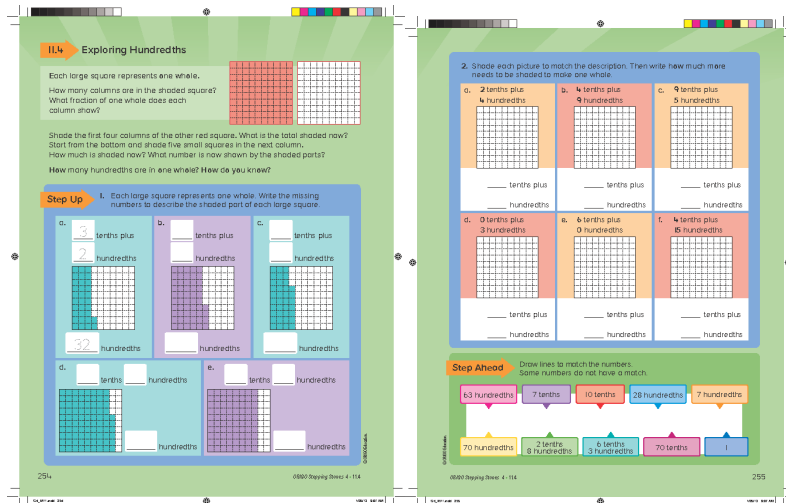 11.4 Exploring Hundredths
Each large square represents one whole.
How many columns are in the shaded square?
What fraction of one whole does each
column show?
Shade the first four columns of the other red square. What is the total shaded now?
Start from the bottom and shade five small squares in the next column.
How much is shaded now? What number is now shown by the shaded parts?
How many hundredths are in one whole? How do you know?
Step Up
1. Each large square represents one whole. Write the missing
numbers to describe the shaded part of each large square.
a.
3 tenths plus
2 hundredths
32 hundredths
b.
tenths plus
hundredths
hundredths
c.
tenths plus
hundredths
hundredths
d.
tenths hundredths
hundredths
e.
tenths hundredths
hundredths
254
ORIGO Stepping Stones 4 • 11.4
2. Shade each picture to match the description. Then write how much more
needs to be shaded to make one whole.
a. 2 tenths plus
4 hundredths
____ tenths plus
____ hundredths
b. 4 tenths plus
9 hundredths
____ tenths plus
____ hundredths
c. 9 tenths plus
5 hundredths
____ tenths plus
____ hundredths
d. 0 tenths plus
3 hundredths
____ tenths plus
____ hundredths
e. 6 tenths plus
0 hundredths
____ tenths plus
____ hundredths
f. 4 tenths plus
15 hundredths
____ tenths plus
____ hundredths
Step Ahead
Draw lines to match the numbers.
Some numbers do not have a match.
63 hundredths
7 tenths
10 tenths
28 hundredths
7 hundredths
70 hundredths
2 tenths
8 hundredths
6 tenths
3 hundredths
70 tenths
1
ORIGO Stepping Stones 4 • 11.4
255